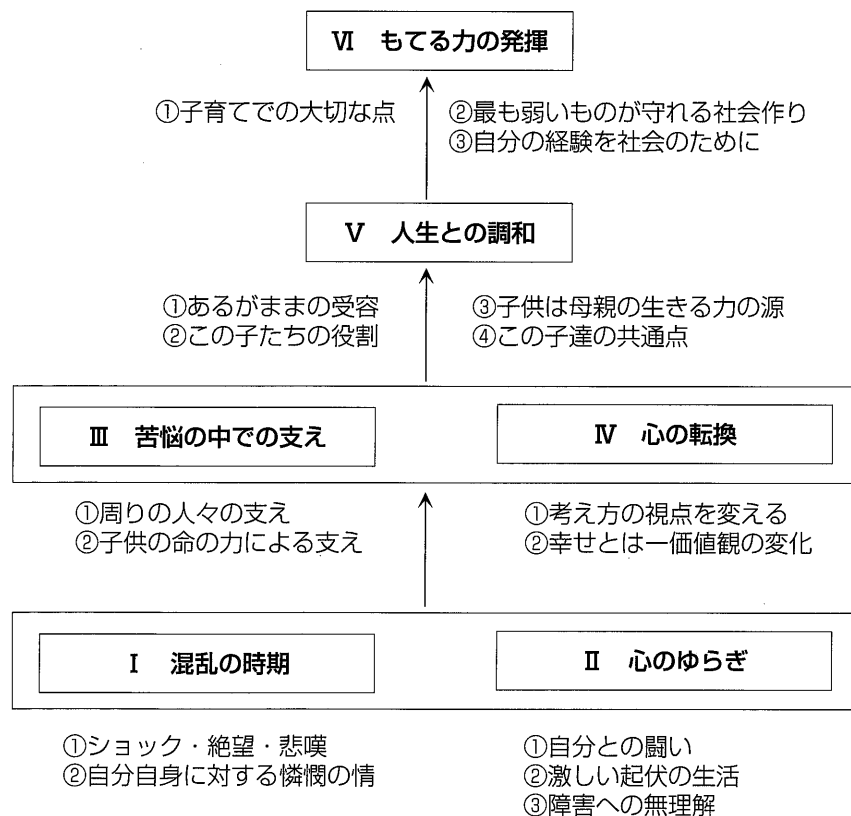 Ⅵ もてる力の発揮
①子育てでの大切な点
②最も弱いものが守れる社会作り
③自分の経験を社会のために
Ⅴ 人生との調和
①あるがままの受容
②この子たちの役割
③子供は母親の生きる力の源
④この子達の共通点
Ⅲ 苦悩の中での支え
Ⅳ 心の転換
①周りの人々の支え
②子供の命の力による支え
①考え方の視点を変える
②幸せとは一価値観の変化
Ⅰ 混乱の時期
Ⅱ 心のゆらぎ
①ショック・絶望・悲嘆
②自分自身に対する憐憫の情
①自分との闘い
②激しい起伏の生活
③障害への無理解